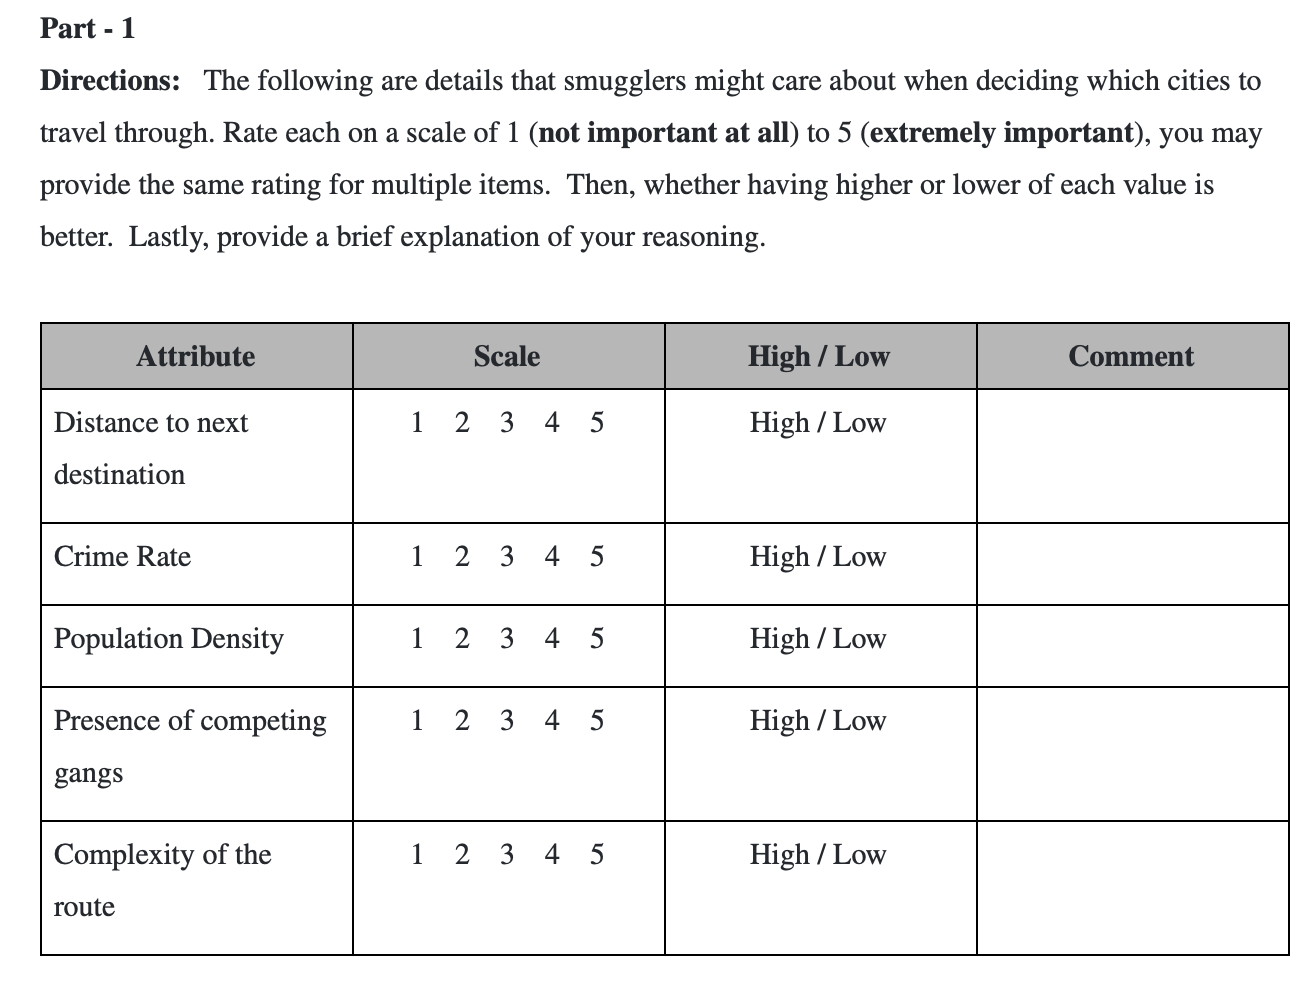 Part - 1
Directions:   The following are details that smugglers might care about when deciding which cities to
travel through. Rate each on a scale of 1 (not important at all) to 5 (extremely important), you may
provide the same rating for multiple items.  Then, whether having higher or lower of each value is
better.  Lastly, provide a brief explanation of your reasoning.
Attribute Scale High / Low Comment
Distance to next 1 2 3 4 5 High / Low
destination
Crime Rate 1 2 3 4 5 High / Low
Population Density 1 2 3 4 5 High / Low
Presence of competing 1 2 3 4 5 High / Low
gangs
Complexity of the 1 2 3 4 5 High / Low
route